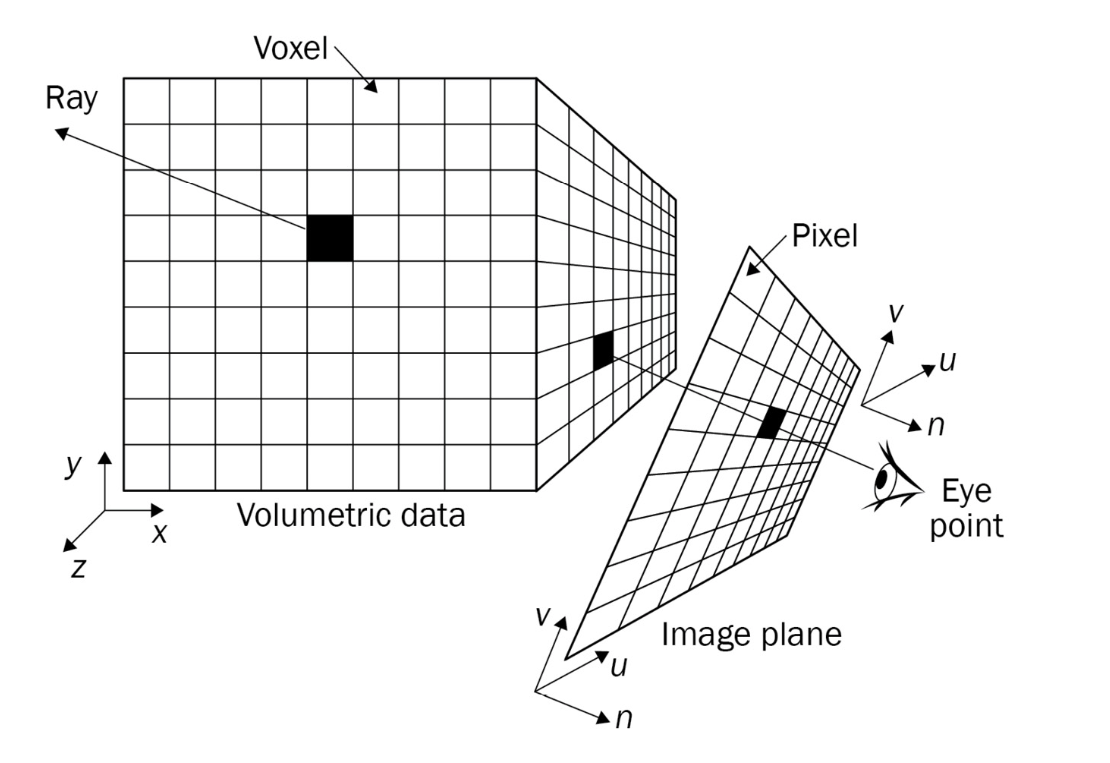 Voxel
Ray
Pixel
v
u
n
y
x
z
Volumetric data
Eye
point
v
u
n
Image plane